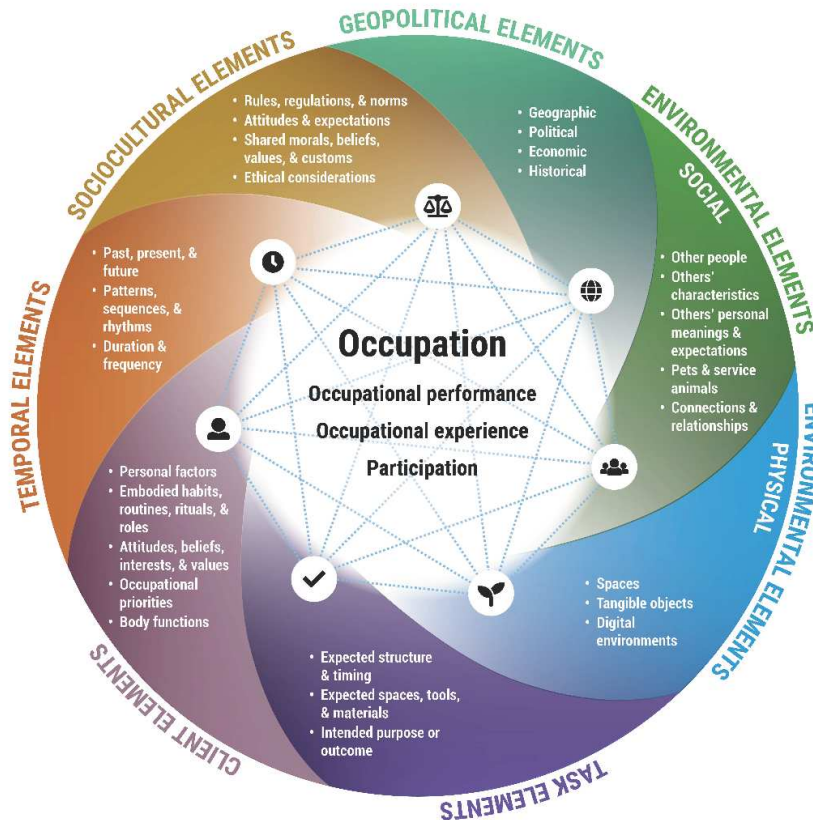 GEOPOLITICAL ELEMENTS
• Geographic
• Political
• Economic
• Historical
ENVIRONMENTAL ELEMENTS
SOCIAL
• Other people
• Others'
characteristics
• Others' personal
meanings &
expectations
• Pets & service
animals
• Connections &
relationships
ENVIRONMENTAL ELEMENTS
PHYSICAL
• Spaces
• Tangible objects
• Digital
environments
TASK ELEMENTS
• Expected structure
& timing
• Expected spaces, tools,
& materials
• Intended purpose or
outcome
CLIENT ELEMENTS
• Personal factors
• Embodied habits,
routines, rituals, &
roles
• Attitudes, beliefs,
interests, & values
• Occupational
priorities
• Body functions
TEMPORAL ELEMENTS
• Past, present, &
future
• Patterns,
sequences, &
rhythms
• Duration &
frequency
SOCIOCULTURAL ELEMENTS
• Rules, regulations, & norms
• Attitudes & expectations
• Shared morals, beliefs,
values, & customs
• Ethical considerations
Occupation
Occupational performance
Occupational experience
Participation